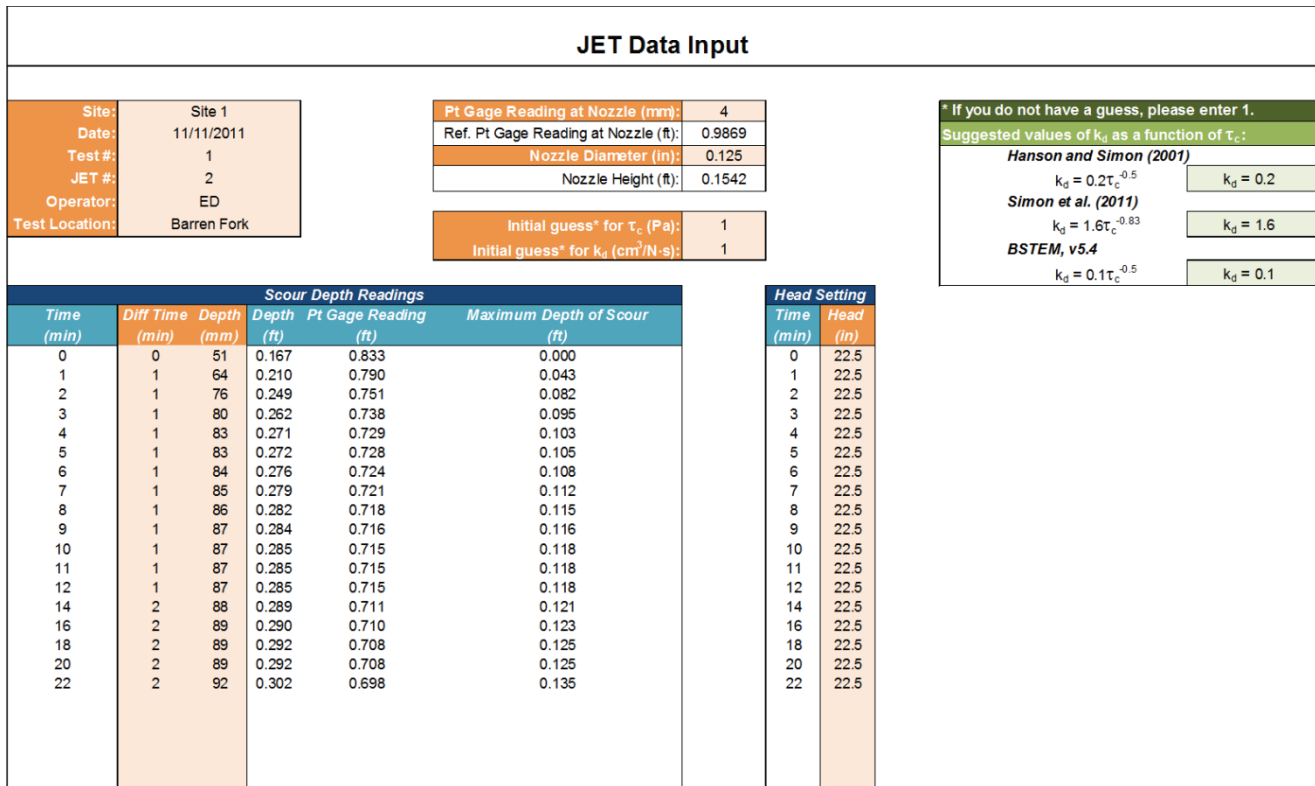 JET Data Input
Site: Site 1
Date: 11/11/2011
Test #: 1
JET #: 2
Operator: ED
Test Location: Barren Fork
Pt Gage Reading at Nozzle (mm): 4
Ref. Pt Gage Reading at Nozzle (ft): 0.9869
Nozzle Diameter (in): 0.125
Nozzle Height (ft): 0.1542
Initial guess* for τc (Pa): 1
Initial guess* for kd (cm³/N·s): 1
* If you do not have a guess, please enter 1.
Suggested values of kd as a function of τc:
Hanson and Simon (2001)
kd = 0.2τc^-0.5 kd = 0.2
Simon et al. (2011)
kd = 1.6τc^-0.83 kd = 1.6
BSTEM, v5.4
kd = 0.1τc^-0.5 kd = 0.1
Scour Depth Readings
Time Diff Time Depth Depth Pt Gage Reading Maximum Depth of Scour
(min) (min) (mm) (ft) (ft) (ft)
0 0 51 0.167 0.833 0.000
1 1 64 0.210 0.790 0.043
2 1 76 0.249 0.751 0.082
3 1 80 0.262 0.738 0.095
4 1 83 0.271 0.729 0.103
5 1 83 0.272 0.728 0.105
6 1 84 0.276 0.724 0.108
7 1 85 0.279 0.721 0.112
8 1 86 0.282 0.718 0.115
9 1 87 0.284 0.716 0.116
10 1 87 0.285 0.715 0.118
11 1 87 0.285 0.715 0.118
12 1 87 0.285 0.715 0.118
14 2 88 0.289 0.711 0.121
16 2 89 0.290 0.710 0.123
18 2 89 0.292 0.708 0.125
20 2 89 0.292 0.708 0.125
22 2 92 0.302 0.698 0.135
Head Setting
Time Head
(min) (in)
0 22.5
1 22.5
2 22.5
3 22.5
4 22.5
5 22.5
6 22.5
7 22.5
8 22.5
9 22.5
10 22.5
11 22.5
12 22.5
14 22.5
16 22.5
18 22.5
20 22.5
22 22.5